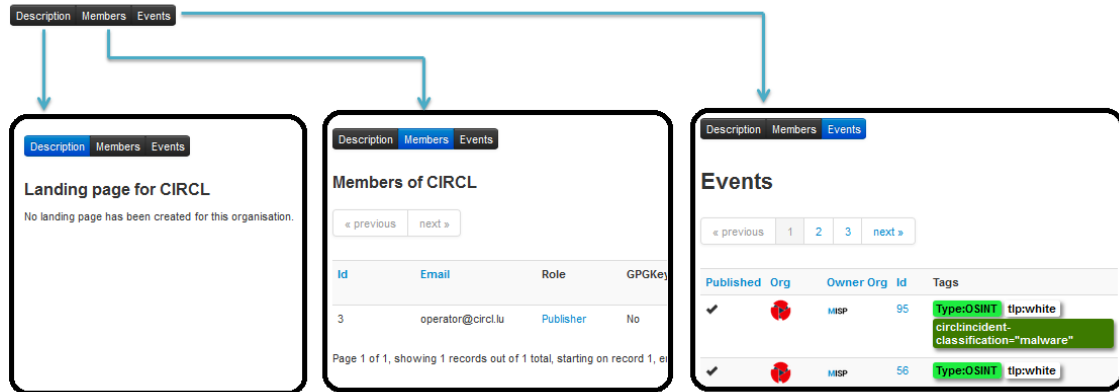 Description Members Events
Description Members Events
Landing page for CIRCL
No landing page has been created for this organisation.
Description Members Events
Members of CIRCL
« previous next »
Id Email Role GPGKey
3 operator@circl.lu Publisher No
Page 1 of 1, showing 1 records out of 1 total, starting on record 1,
Description Members Events
Events
« previous 1 2 3 next »
Published Org Owner Org Id Tags
MISP 95 Type:OSINT tlp:white
circl:incident-
classification="malware"
MISP 56 Type:OSINT tlp:white